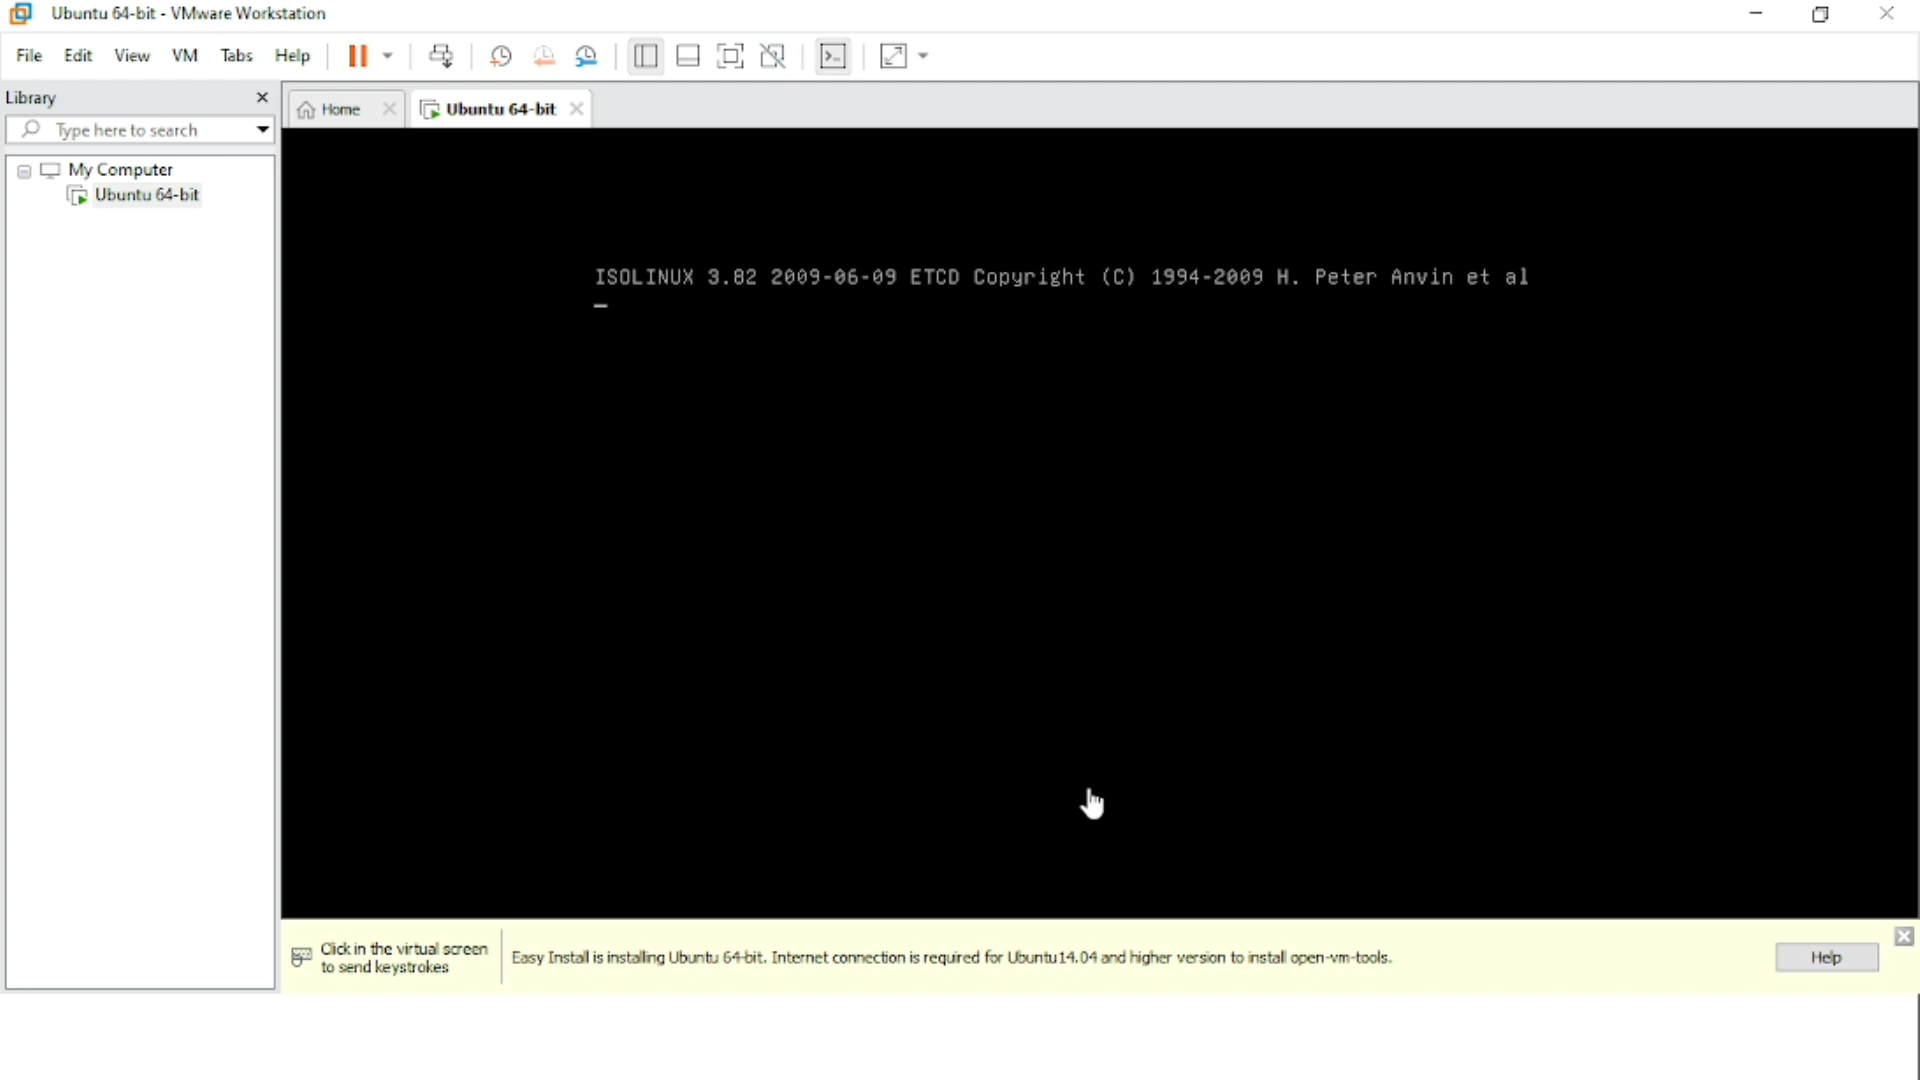 Ubuntu 64-bit - VMware Workstation
File Edit View VM Tabs Help
Library
Home
Ubuntu 64-bit
Type here to search
My Computer
Ubuntu 64-bit
ISOLINUX 3.82 2009-06-09 ETCD Copyright (C) 1994-2009 H. Peter Anvin et al
Click in the virtual screen
to send keystrokes
Easy Install is installing Ubuntu 64-bit. Internet connection is required for Ubuntu14.04 and higher version to install open-vm-tools.
Help